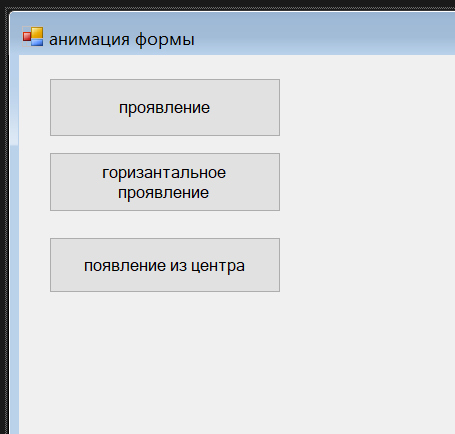 анимация формы
проявление
горизантальное
проявление
появление из центра